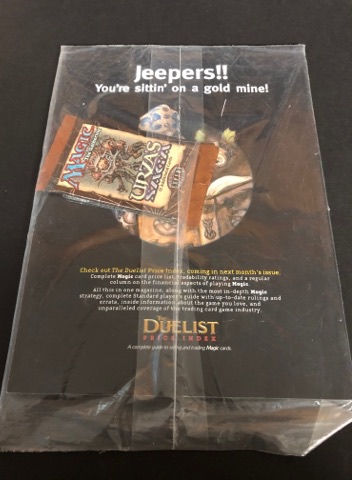 Jeepers!!
You're sittin' on a gold mine!
MAGIC
URZA'S
SAGA
Check out The Duelist Price Index, coming in next month's issue.
Complete Magic card price list, tradability ratings, and a regular
column on the financial aspects of playing Magic.
All this in one magazine, along with the most in-depth Magic
strategy, complete Standard player's guide with up-to-date rulings and
errata, inside information about the game you love, and
unparalleled coverage of the trading card game industry.
The
DUELIST
PRICE INDEX
A complete guide to valuing and trading Magic cards.